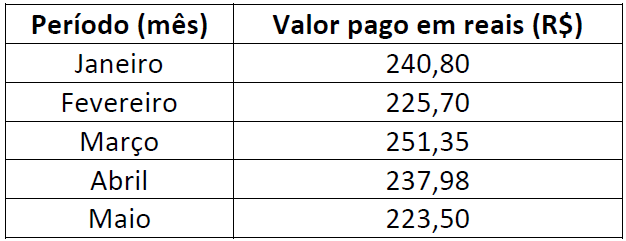 Período (mês) Valor pago em reais (R$)
Janeiro 240,80
Fevereiro 225,70
Março 251,35
Abril 237,98
Maio 223,50